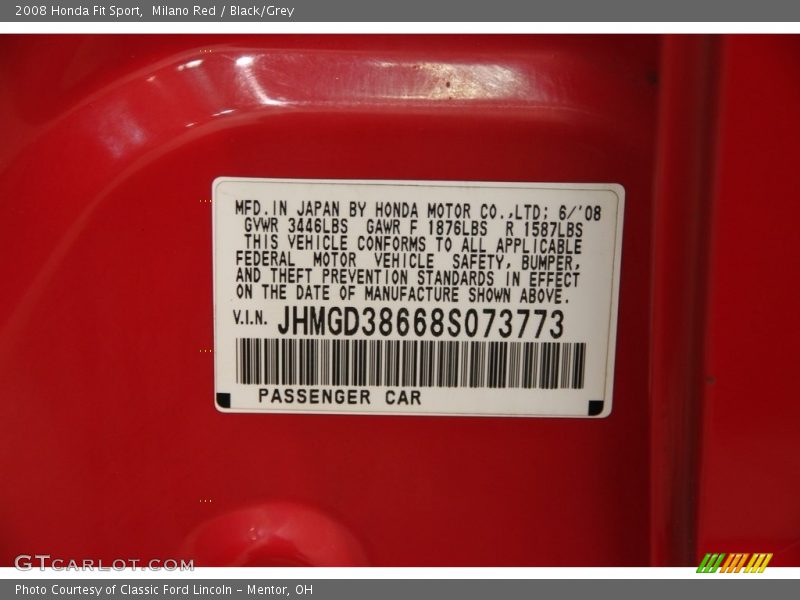 2008 Honda Fit Sport,  Milano Red / Black/Grey
MFD. IN JAPAN BY HONDA MOTOR CO.,LTD; 6/'08
GVWR 3446LBS  GAWR F 1876LBS  R 1587LBS
THIS VEHICLE CONFORMS TO ALL APPLICABLE
FEDERAL MOTOR VEHICLE SAFETY, BUMPER,
AND THEFT PREVENTION STANDARDS IN EFFECT
ON THE DATE OF MANUFACTURE SHOWN ABOVE.
V.I.N. JHMGD38668S073773
PASSENGER CAR
GTCARLOT.COM
Photo Courtesy of Classic Ford Lincoln - Mentor, OH